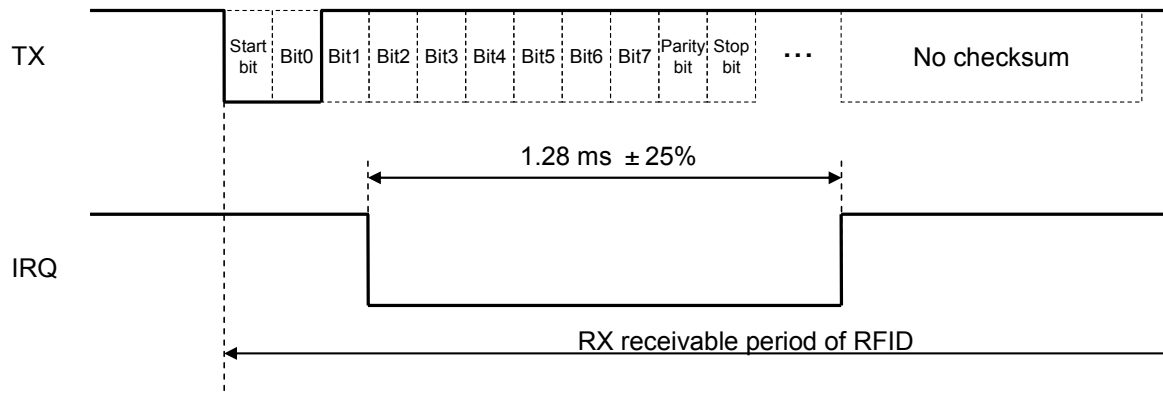 TX
Start bit
Bit0
Bit1
Bit2
Bit3
Bit4
Bit5
Bit6
Bit7
Parity bit
Stop bit
...
No checksum
1.28 ms ±25%
IRQ
RX receivable period of RFID